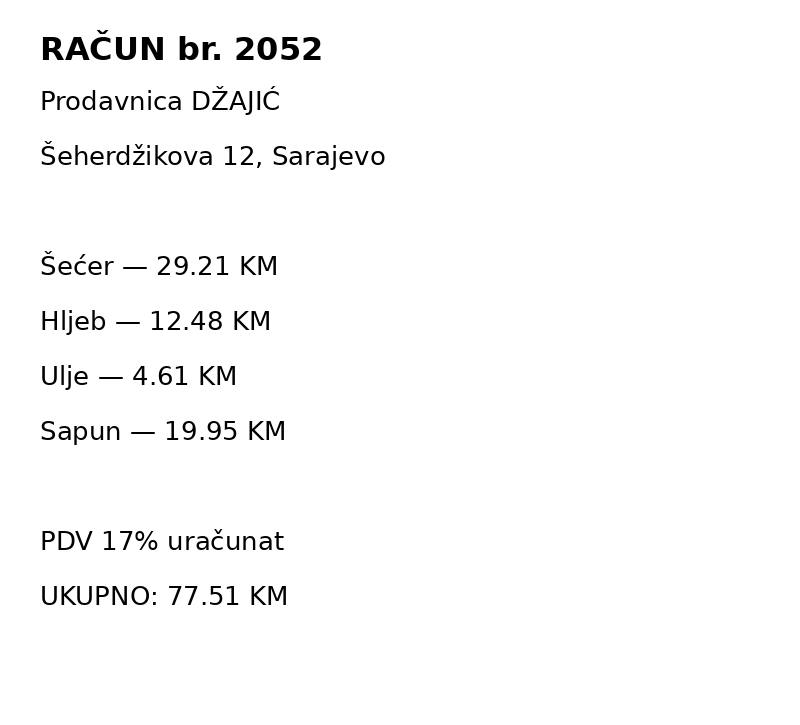 RAČUN br. 2052
Prodavnica DŽAJIĆ
Šeherdžikova 12, Sarajevo
Šećer — 29.21 KM
Hljeb — 12.48 KM
Ulje — 4.61 KM
Sapun — 19.95 KM
PDV 17% uračunat
UKUPNO: 77.51 KM